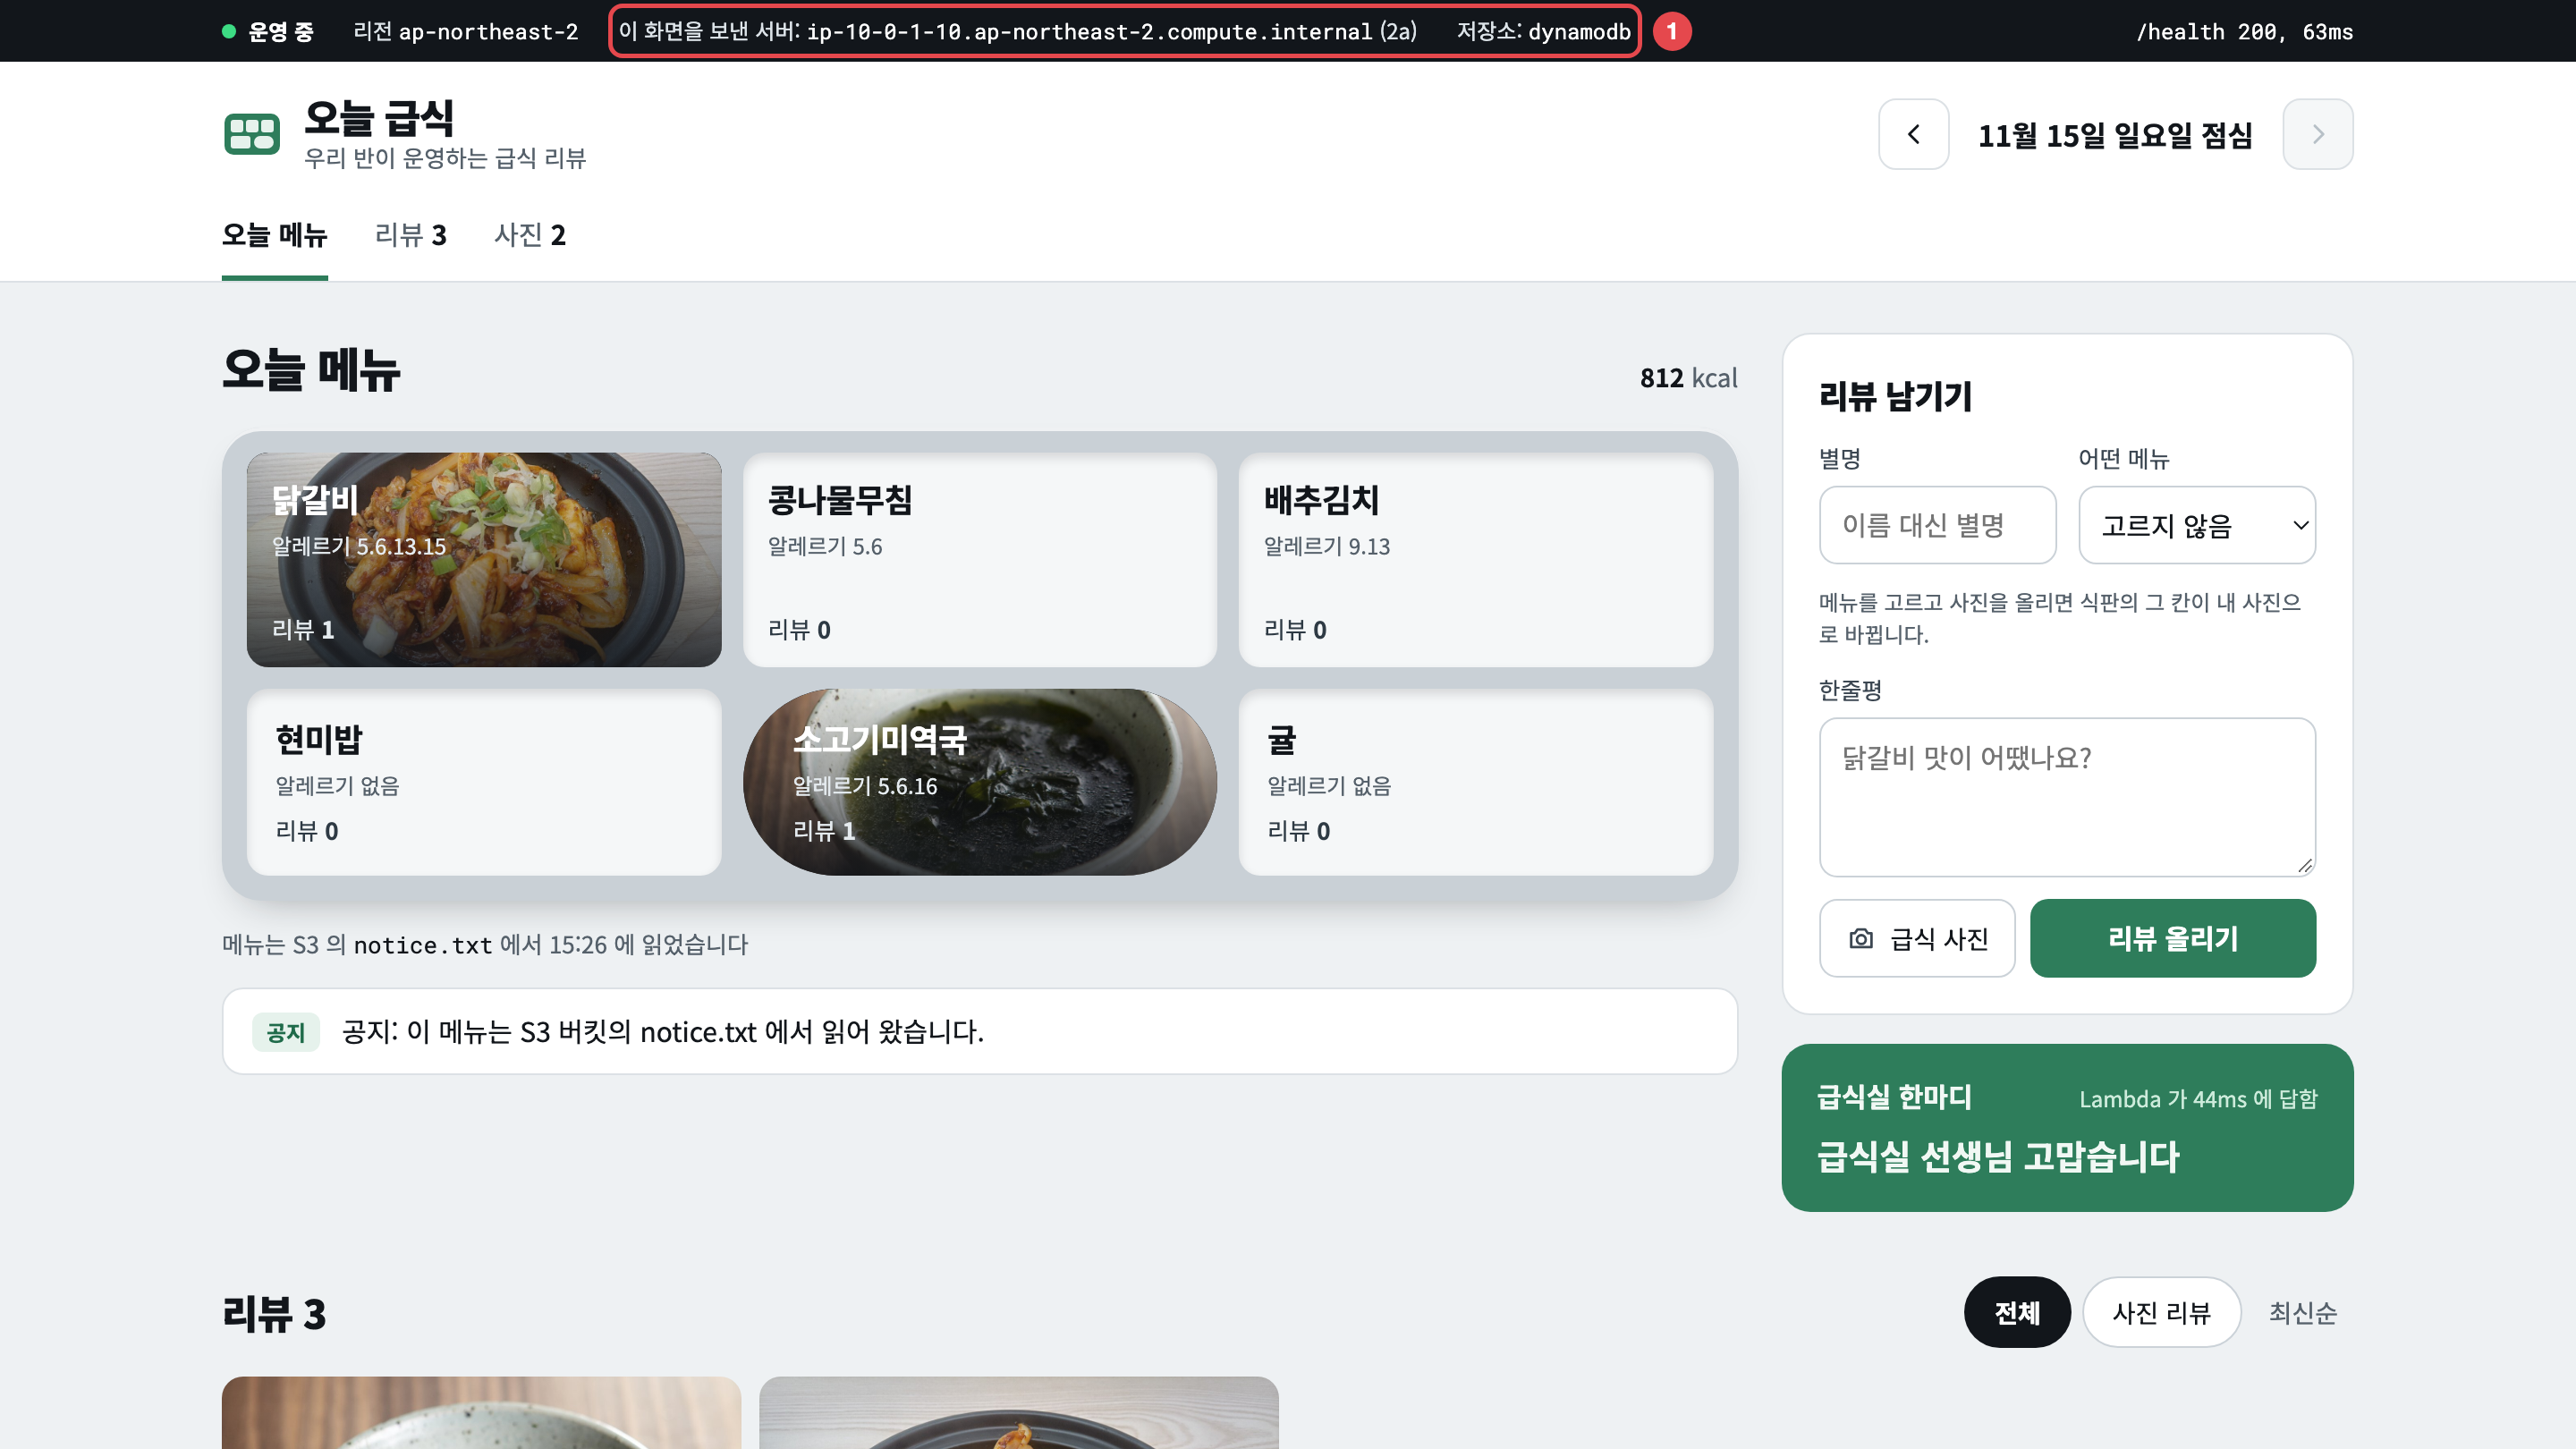 운영 중 리전 ap-northeast-2 이 화면을 보낸 서버: ip-10-0-1-10.ap-northeast-2.compute.internal (2a) 저장소: dynamodb 1 /health 200, 63ms
오늘 급식
우리 반이 운영하는 급식 리뷰
11월 15일 일요일 점심
오늘 메뉴 리뷰 3 사진 2
오늘 메뉴
812 kcal
닭갈비
알레르기 5.6.13.15
리뷰 1
콩나물무침
알레르기 5.6
리뷰 0
배추김치
알레르기 9.13
리뷰 0
현미밥
알레르기 없음
리뷰 0
소고기미역국
알레르기 5.6.16
리뷰 1
귤
알레르기 없음
리뷰 0
메뉴는 S3 의 notice.txt 에서 15:26 에 읽었습니다
공지 공지: 이 메뉴는 S3 버킷의 notice.txt 에서 읽어 왔습니다.
리뷰 남기기
별명 어떤 메뉴
이름 대신 별명 고르지 않음
메뉴를 고르고 사진을 올리면 식판의 그 칸이 내 사진으
로 바뀝니다.
한줄평
닭갈비 맛이 어땠나요?
급식 사진 리뷰 올리기
급식실 한마디 Lambda 가 44ms 에 답함
급식실 선생님 고맙습니다
리뷰 3
전체 사진 리뷰 최신순